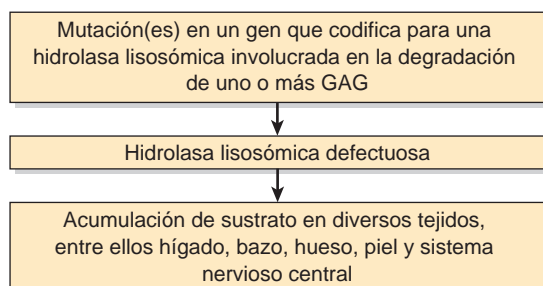 Mutación(es) en un gen que codifica para una
hidrolasa lisosómica involucrada en la degradación
de uno o más GAG
Hidrolasa lisosómica defectuosa
Acumulación de sustrato en diversos tejidos,
entre ellos hígado, bazo, hueso, piel y sistema
nervioso central